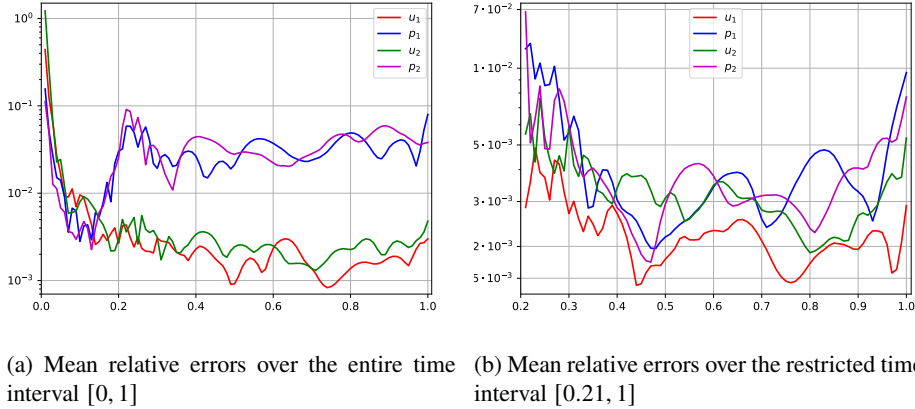 10⁰
10⁻¹
10⁻²
10⁻³
0.0 0.2 0.4 0.6 0.8 1.0
u₁
p₁
u₂
p₂
7·10⁻²
1·10⁻²
5·10⁻³
3·10⁻³
2·10⁻³
5·10⁻³
0.2 0.3 0.4 0.5 0.6 0.7 0.8 0.9 1.0
u₁
p₁
u₂
p₂
(a) Mean relative errors over the entire time
interval [0, 1]
(b) Mean relative errors over the restricted time
interval [0.21, 1]